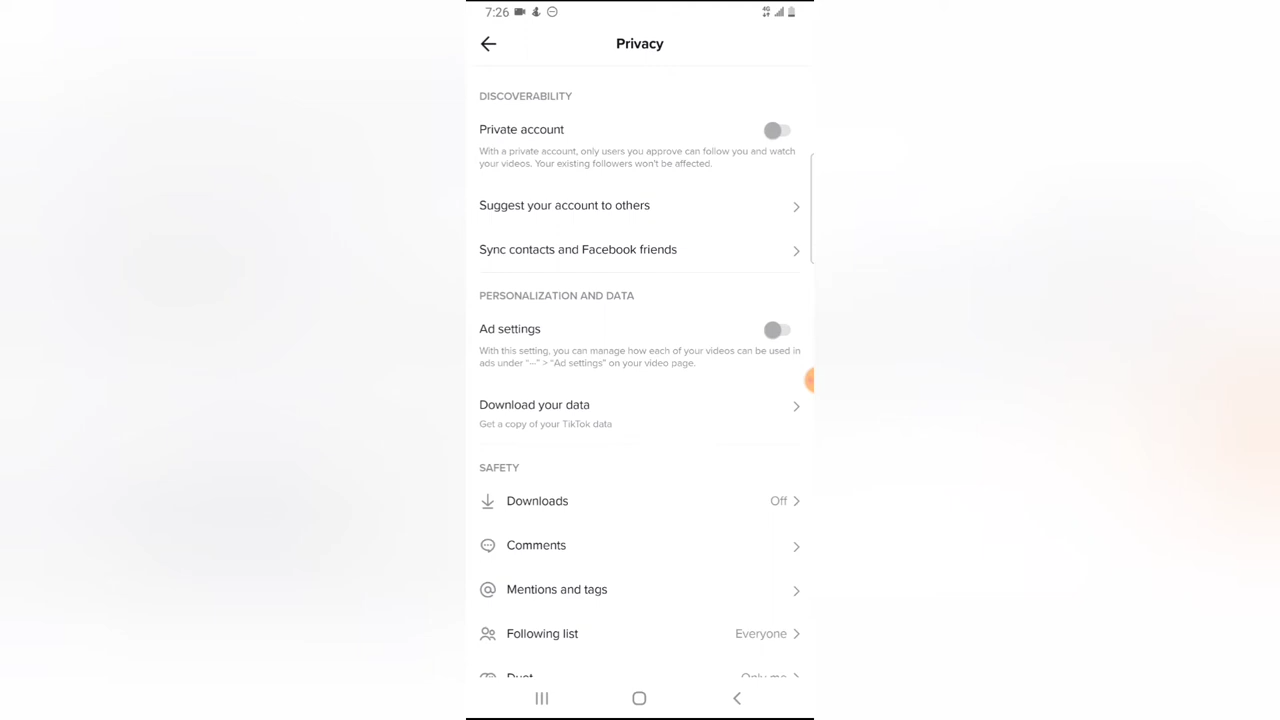 7:26
4G
Privacy
DISCOVERABILITY
Private account
With a private account, only users you approve can follow you and watch
your videos. Your existing followers won't be affected.
Suggest your account to others
Sync contacts and Facebook friends
PERSONALIZATION AND DATA
Ad settings
With this setting, you can manage how each of your videos can be used in
ads under "···" > "Ad settings" on your video page.
Download your data
Get a copy of your TikTok data
SAFETY
Downloads Off
Comments
Mentions and tags
Following list Everyone
Duet Only me